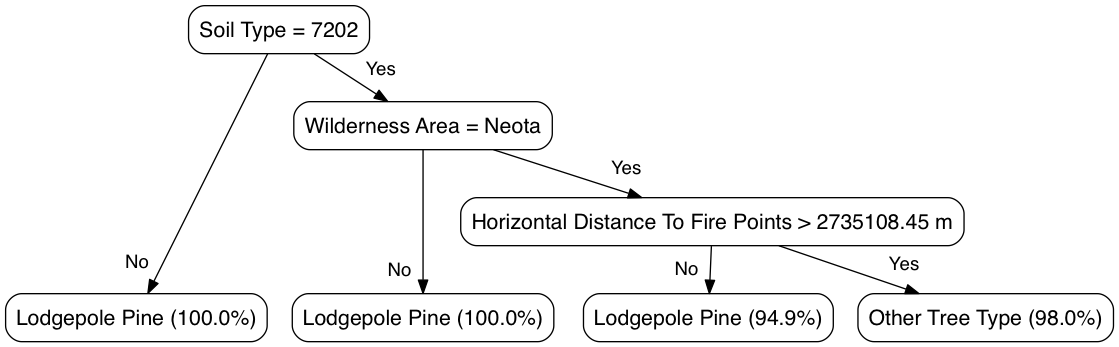 Soil Type = 7202
Yes
Wilderness Area = Neota
Yes
Horizontal Distance To Fire Points > 2735108.45 m
No
No
No
Yes
Lodgepole Pine (100.0%)
Lodgepole Pine (100.0%)
Lodgepole Pine (94.9%)
Other Tree Type (98.0%)